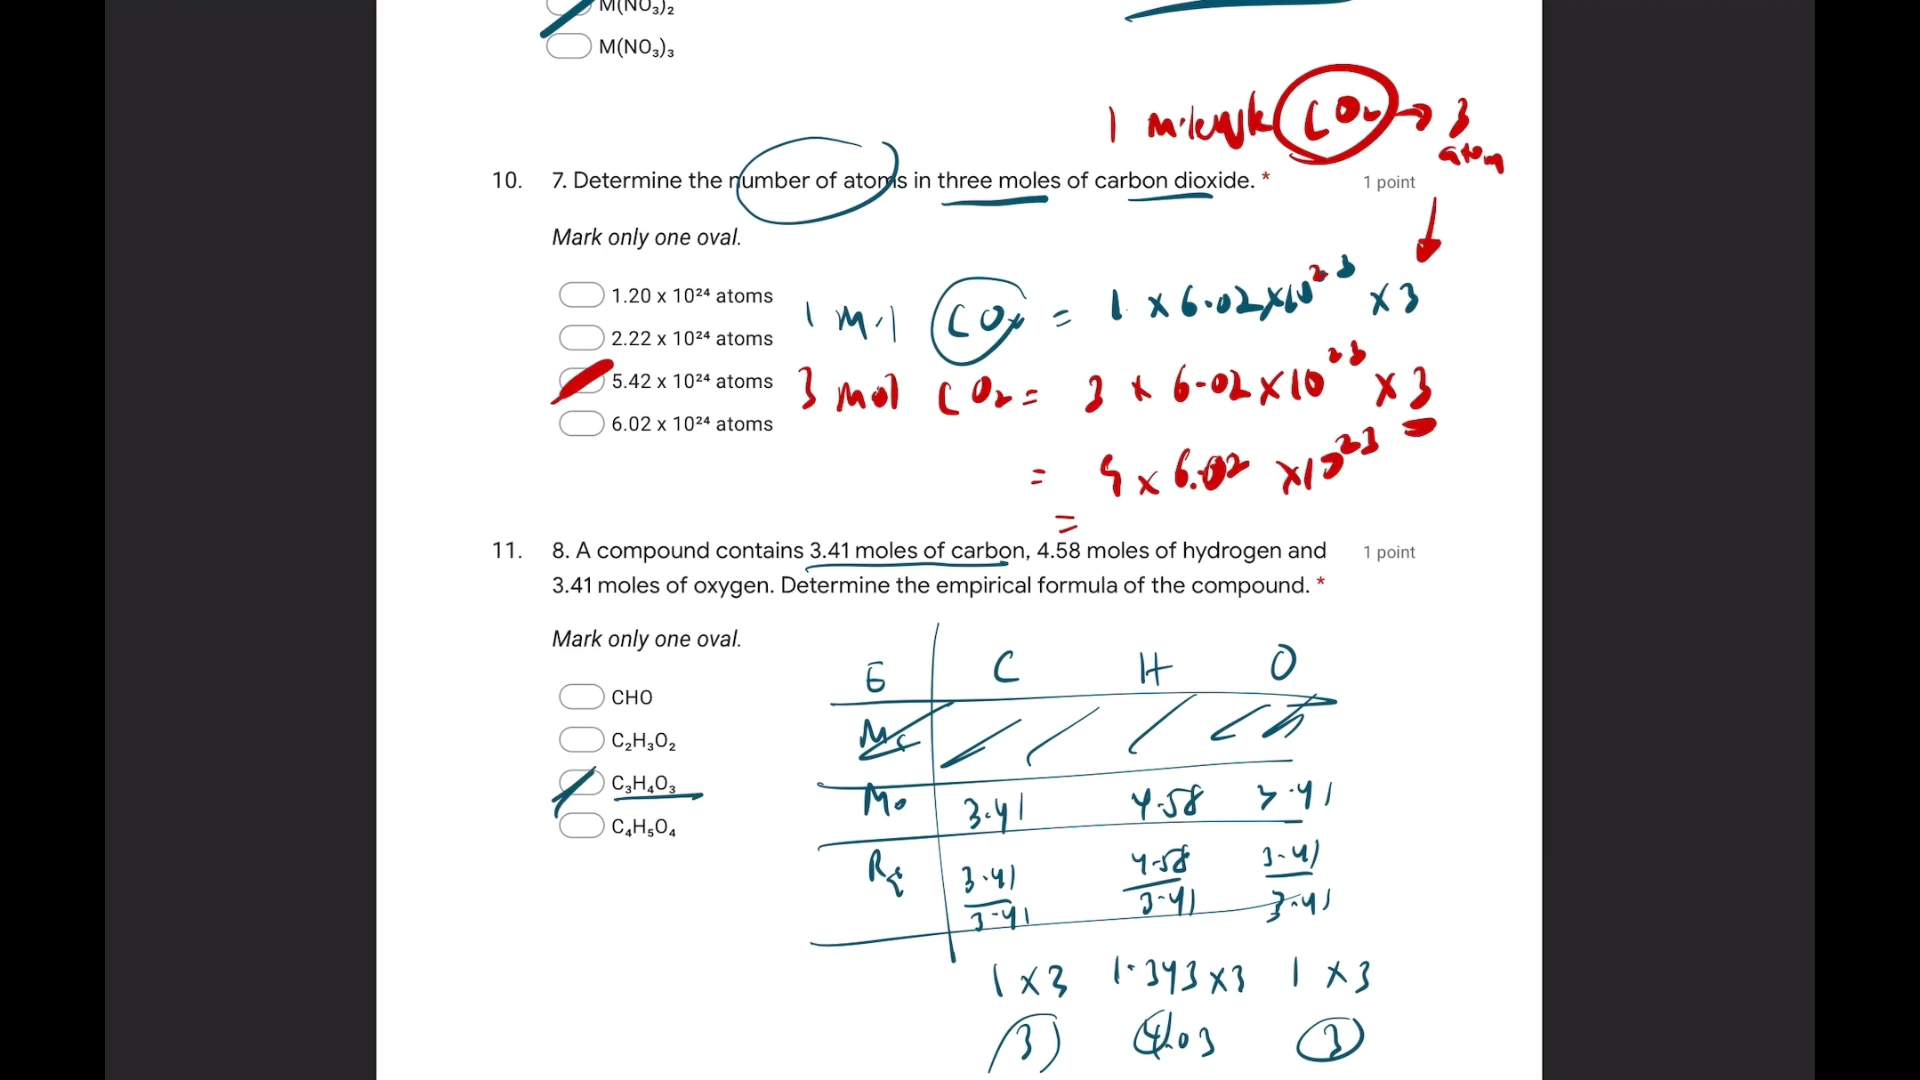 M(NO₃)₂
M(NO₃)₃
1 molecule CO₂ → 3
atom
10. 7. Determine the number of atoms in three moles of carbon dioxide. * 1 point
Mark only one oval.
1.20 x 10²⁴ atoms
2.22 x 10²⁴ atoms
5.42 x 10²⁴ atoms
6.02 x 10²⁴ atoms
1 mol CO₂ = 1 x 6.02x10²³ x 3
3 mol CO₂ = 3 x 6.02x10²³ x 3
= 9 x 6.02 x10²³
=
11. 8. A compound contains 3.41 moles of carbon, 4.58 moles of hydrogen and 1 point
3.41 moles of oxygen. Determine the empirical formula of the compound. *
Mark only one oval.
CHO
C₂H₃O₂
C₃H₄O₃
C₄H₅O₄
E C H O
Mo 3.41 4.58 3.41
3.41 4.58 3.41
3.41 3.41 3.41
1 x 3 1.343 x 3 1 x 3
3 4.03 3